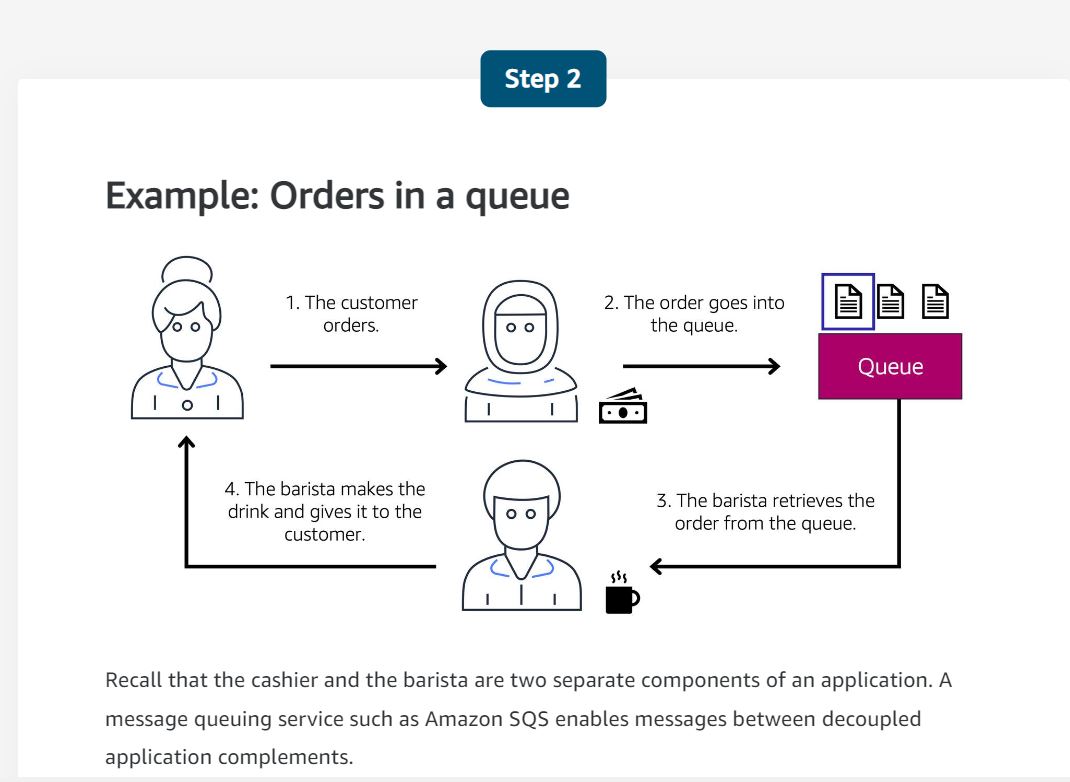 Step 2
Example: Orders in a queue
1. The customer
orders.
2. The order goes into
the queue.
Queue
4. The barista makes the
drink and gives it to the
customer.
3. The barista retrieves the
order from the queue.
Recall that the cashier and the barista are two separate components of an application. A
message queuing service such as Amazon SQS enables messages between decoupled
application complements.